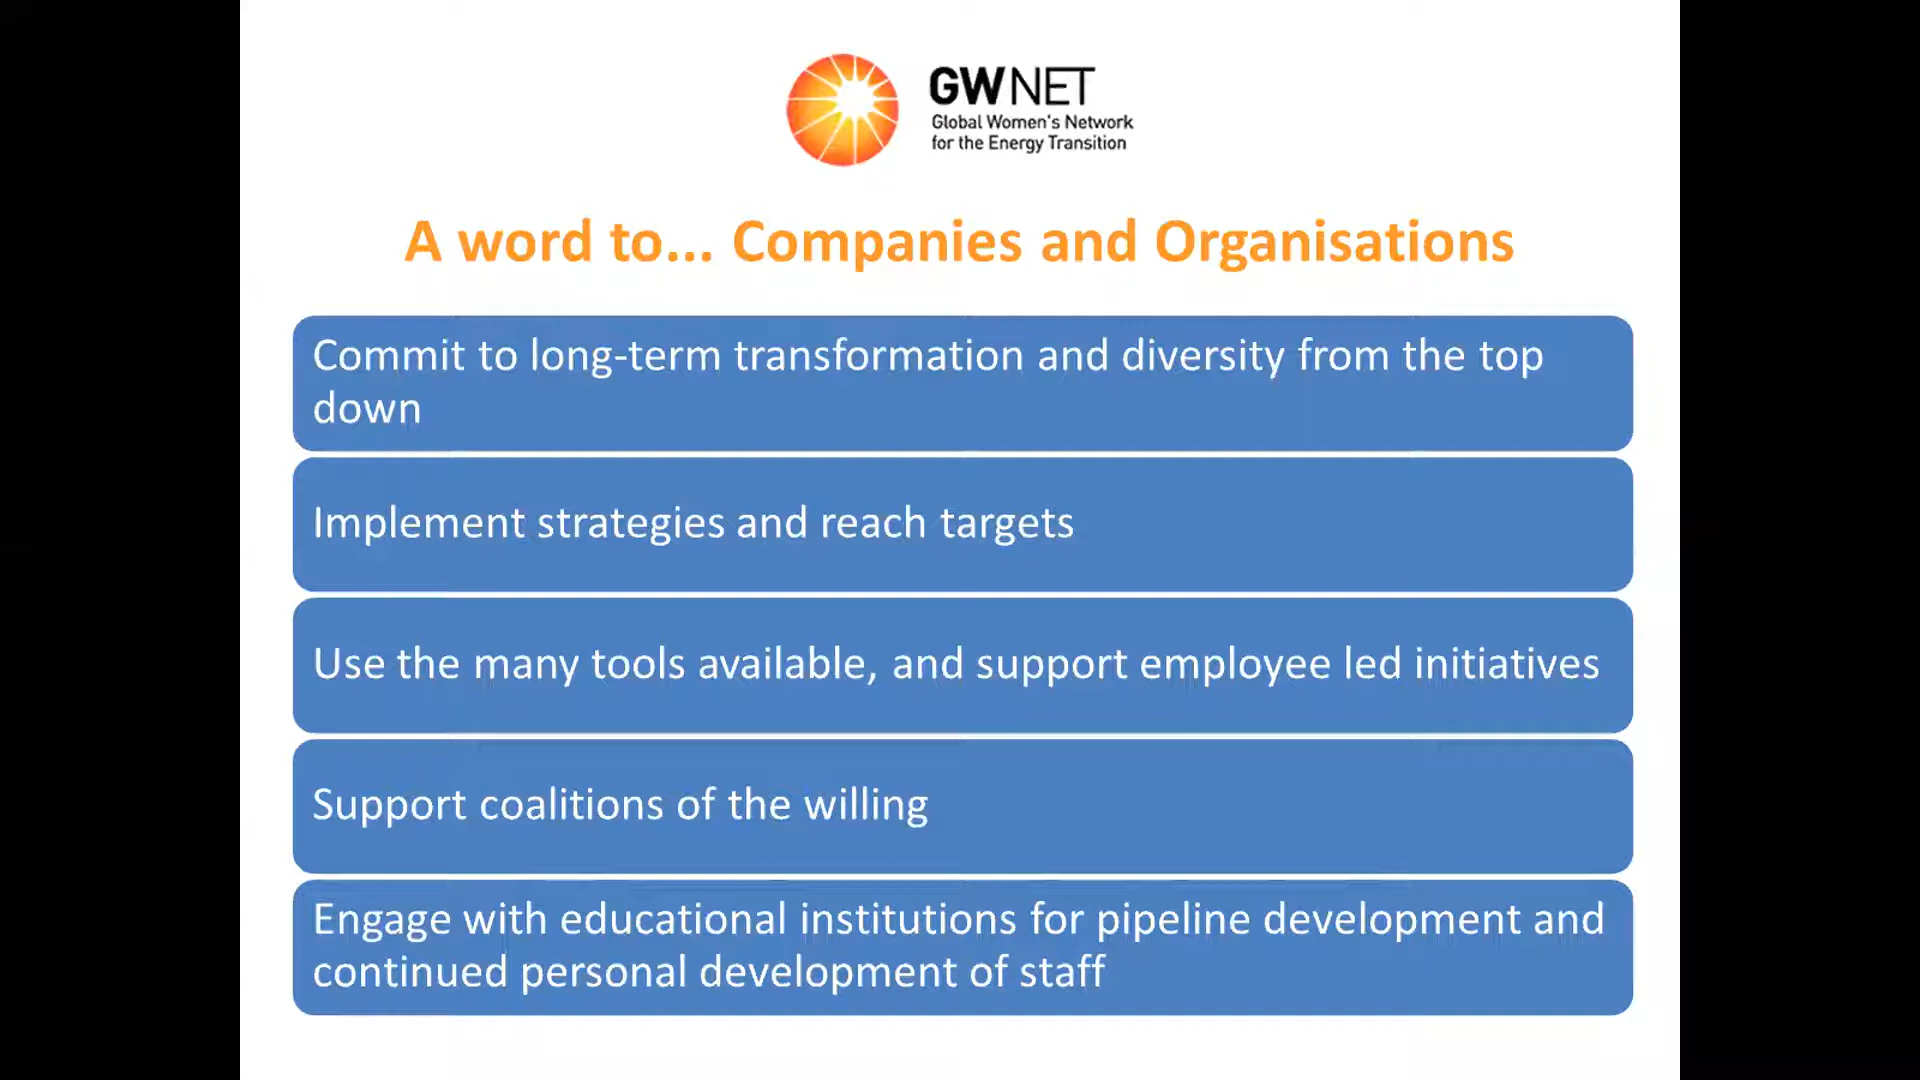 GWNET
Global Women's Network
for the Energy Transition
A word to... Companies and Organisations
Commit to long-term transformation and diversity from the top
down
Implement strategies and reach targets
Use the many tools available, and support employee led initiatives
Support coalitions of the willing
Engage with educational institutions for pipeline development and
continued personal development of staff